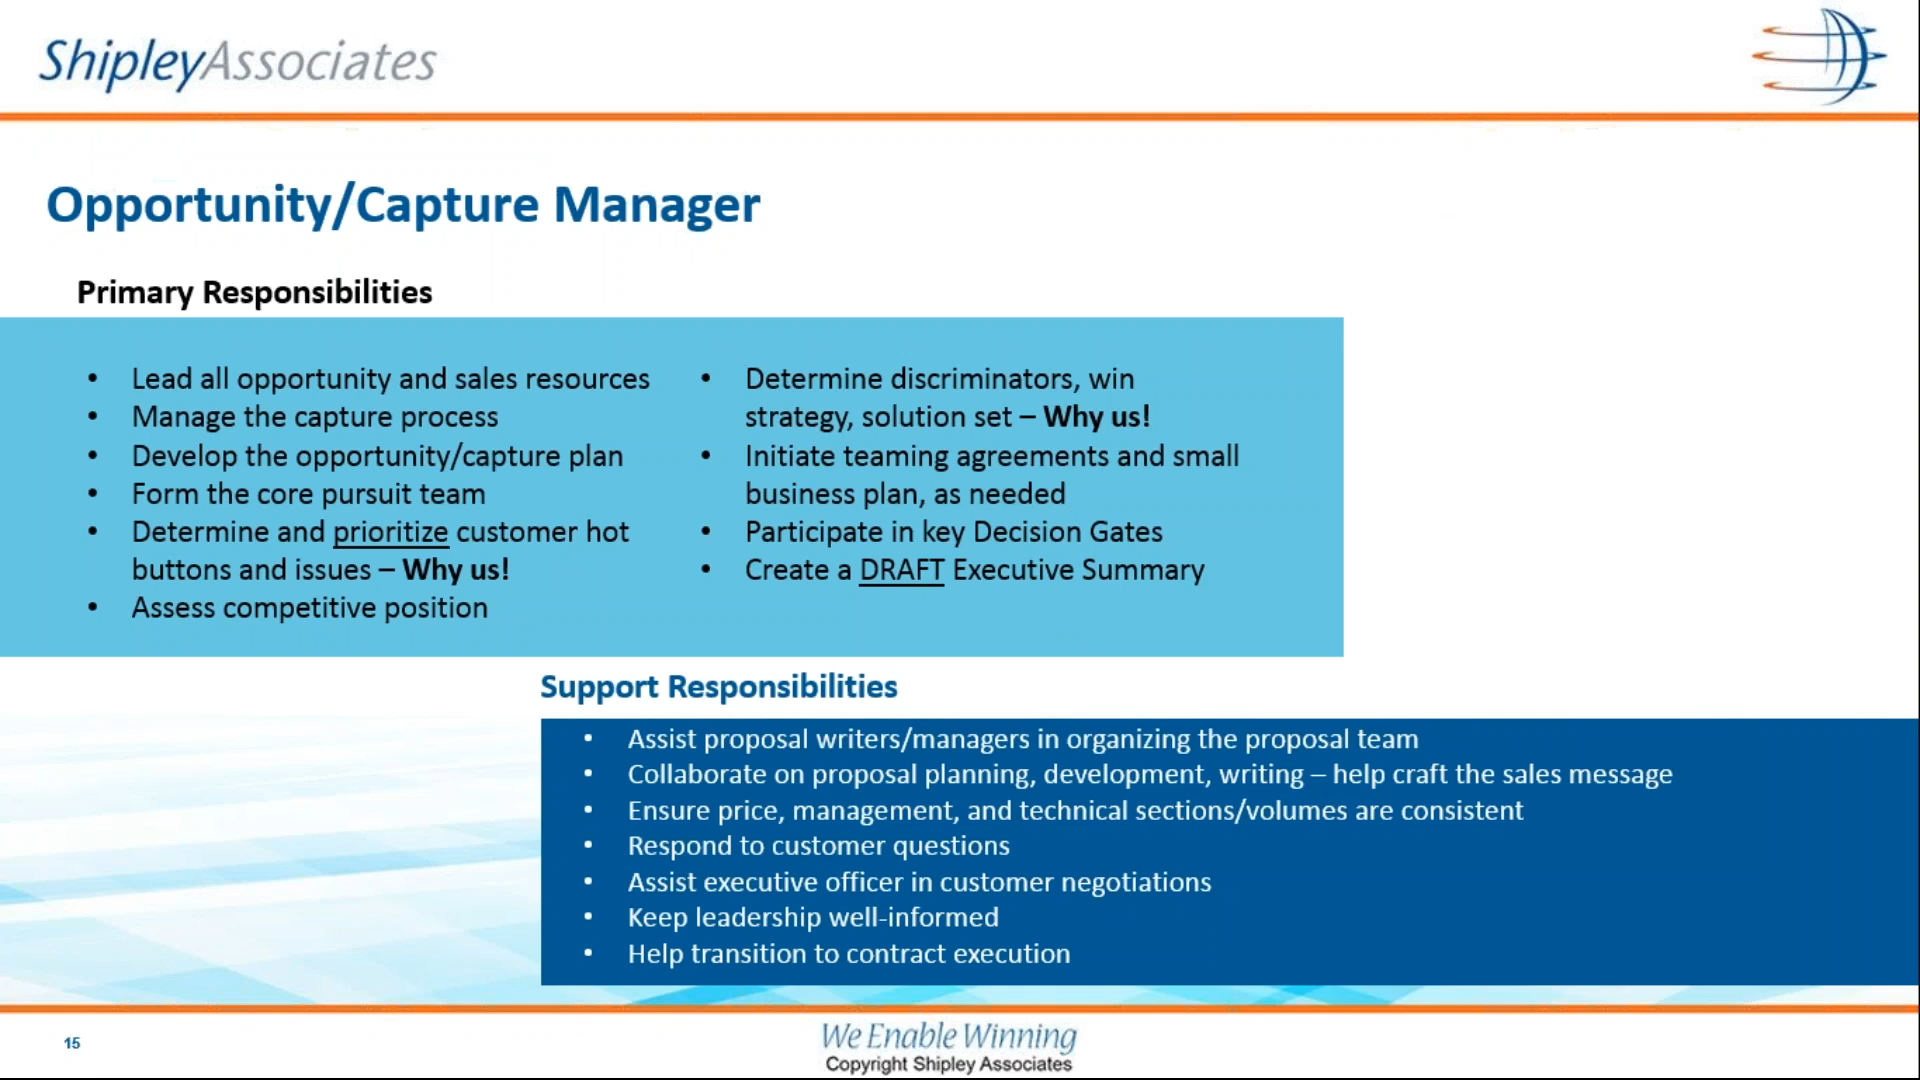 ShipleyAssociates
Opportunity/Capture Manager
Primary Responsibilities
• Lead all opportunity and sales resources
• Manage the capture process
• Develop the opportunity/capture plan
• Form the core pursuit team
• Determine and prioritize customer hot
buttons and issues – Why us!
• Assess competitive position
• Determine discriminators, win
strategy, solution set – Why us!
• Initiate teaming agreements and small
business plan, as needed
• Participate in key Decision Gates
• Create a DRAFT Executive Summary
Support Responsibilities
• Assist proposal writers/managers in organizing the proposal team
• Collaborate on proposal planning, development, writing – help craft the sales message
• Ensure price, management, and technical sections/volumes are consistent
• Respond to customer questions
• Assist executive officer in customer negotiations
• Keep leadership well-informed
• Help transition to contract execution
15
We Enable Winning
Copyright Shipley Associates